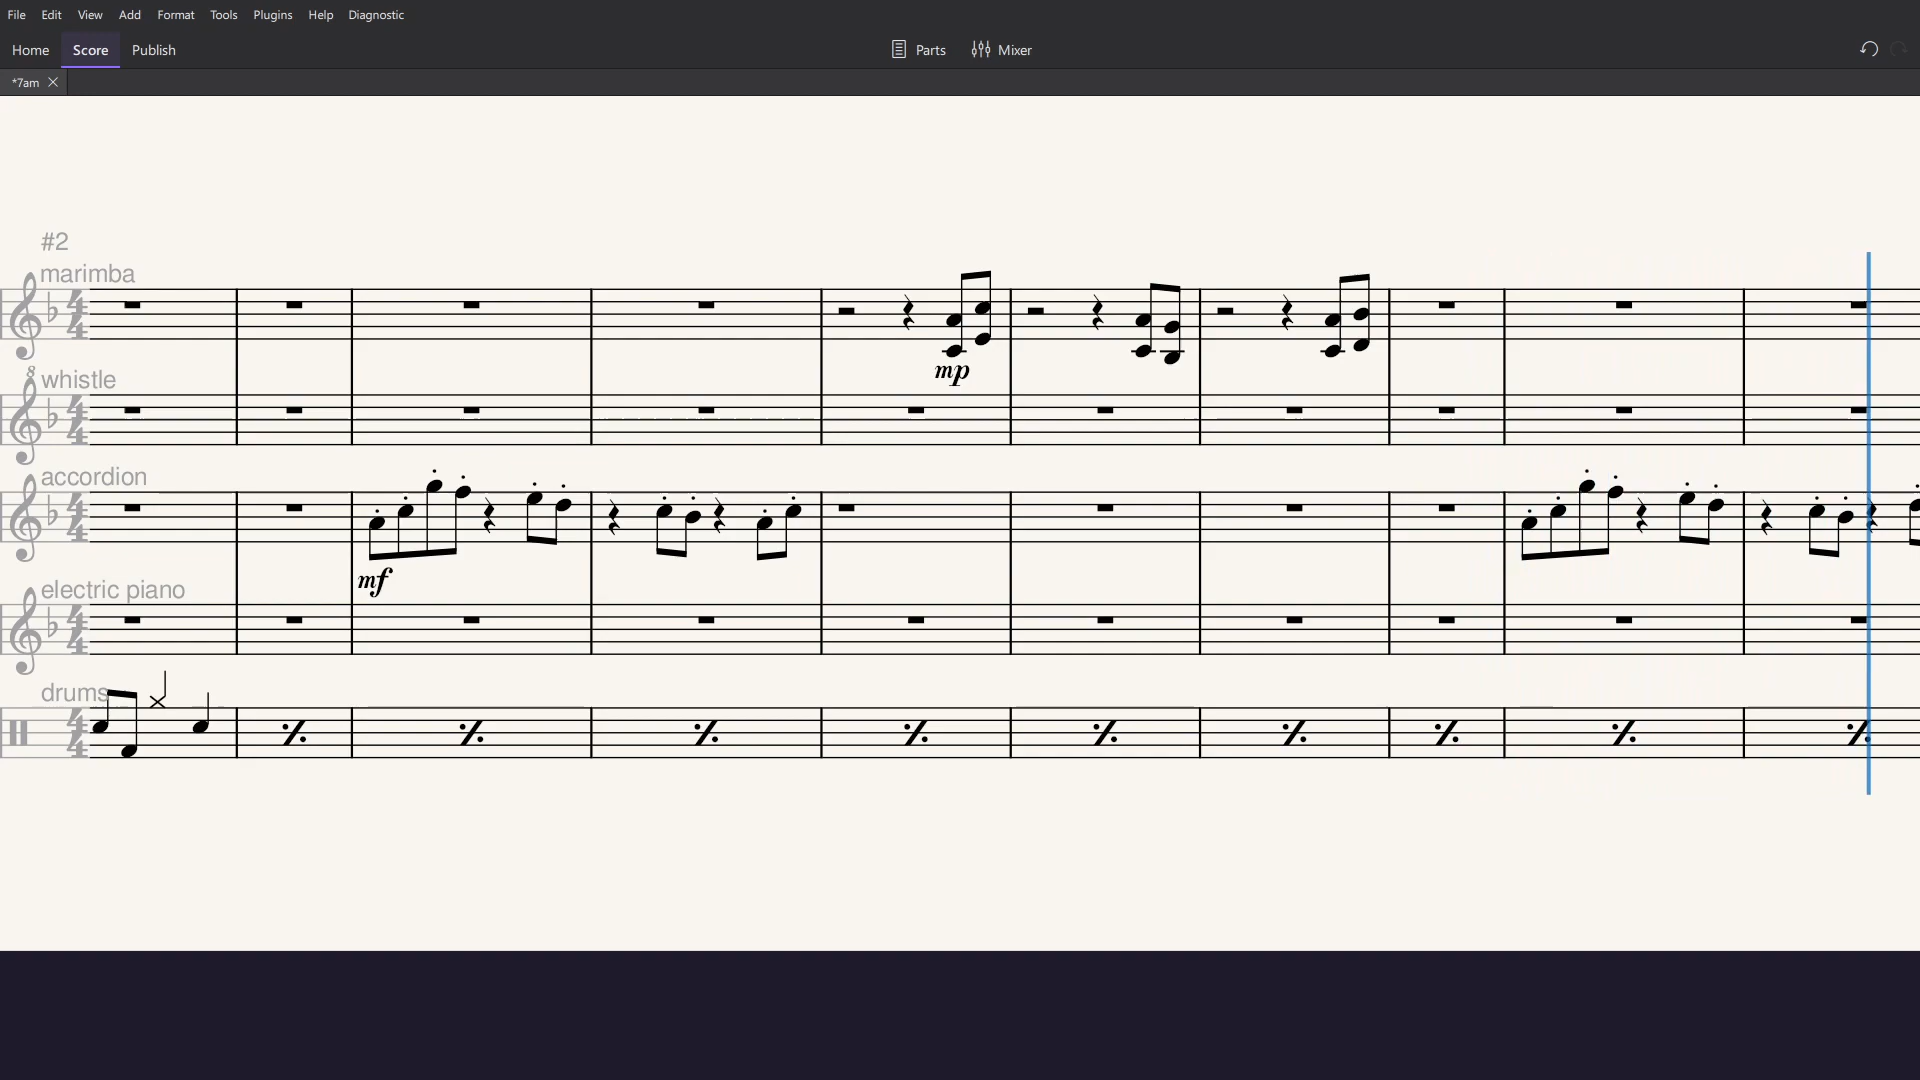 File Edit View Add Format Tools Plugins Help Diagnostic
Home Score Publish Parts Mixer
*7am
#2
marimba
mp
whistle
accordion
mf
electric piano
drums